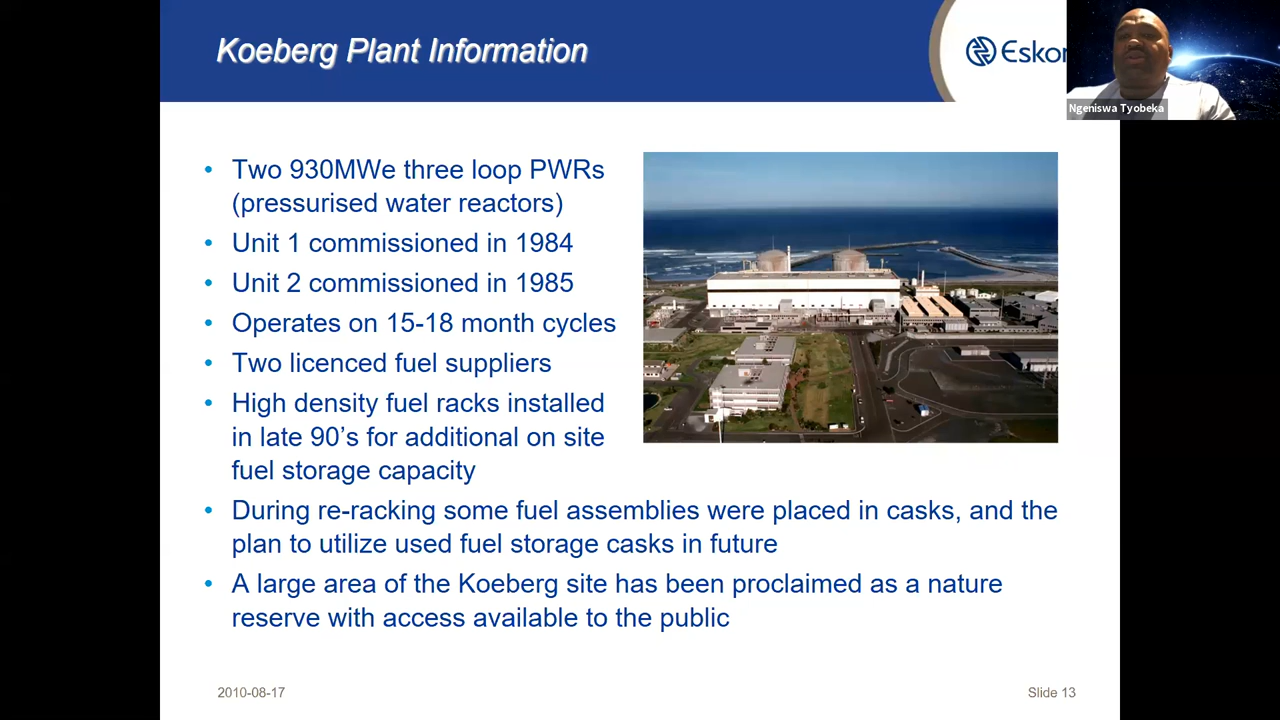 Koeberg Plant Information
Eskom
Ngeniswa Tyobeka
• Two 930MWe three loop PWRs
(pressurised water reactors)
• Unit 1 commissioned in 1984
• Unit 2 commissioned in 1985
• Operates on 15-18 month cycles
• Two licenced fuel suppliers
• High density fuel racks installed
in late 90’s for additional on site
fuel storage capacity
• During re-racking some fuel assemblies were placed in casks, and the
plan to utilize used fuel storage casks in future
• A large area of the Koeberg site has been proclaimed as a nature
reserve with access available to the public
2010-08-17
Slide 13